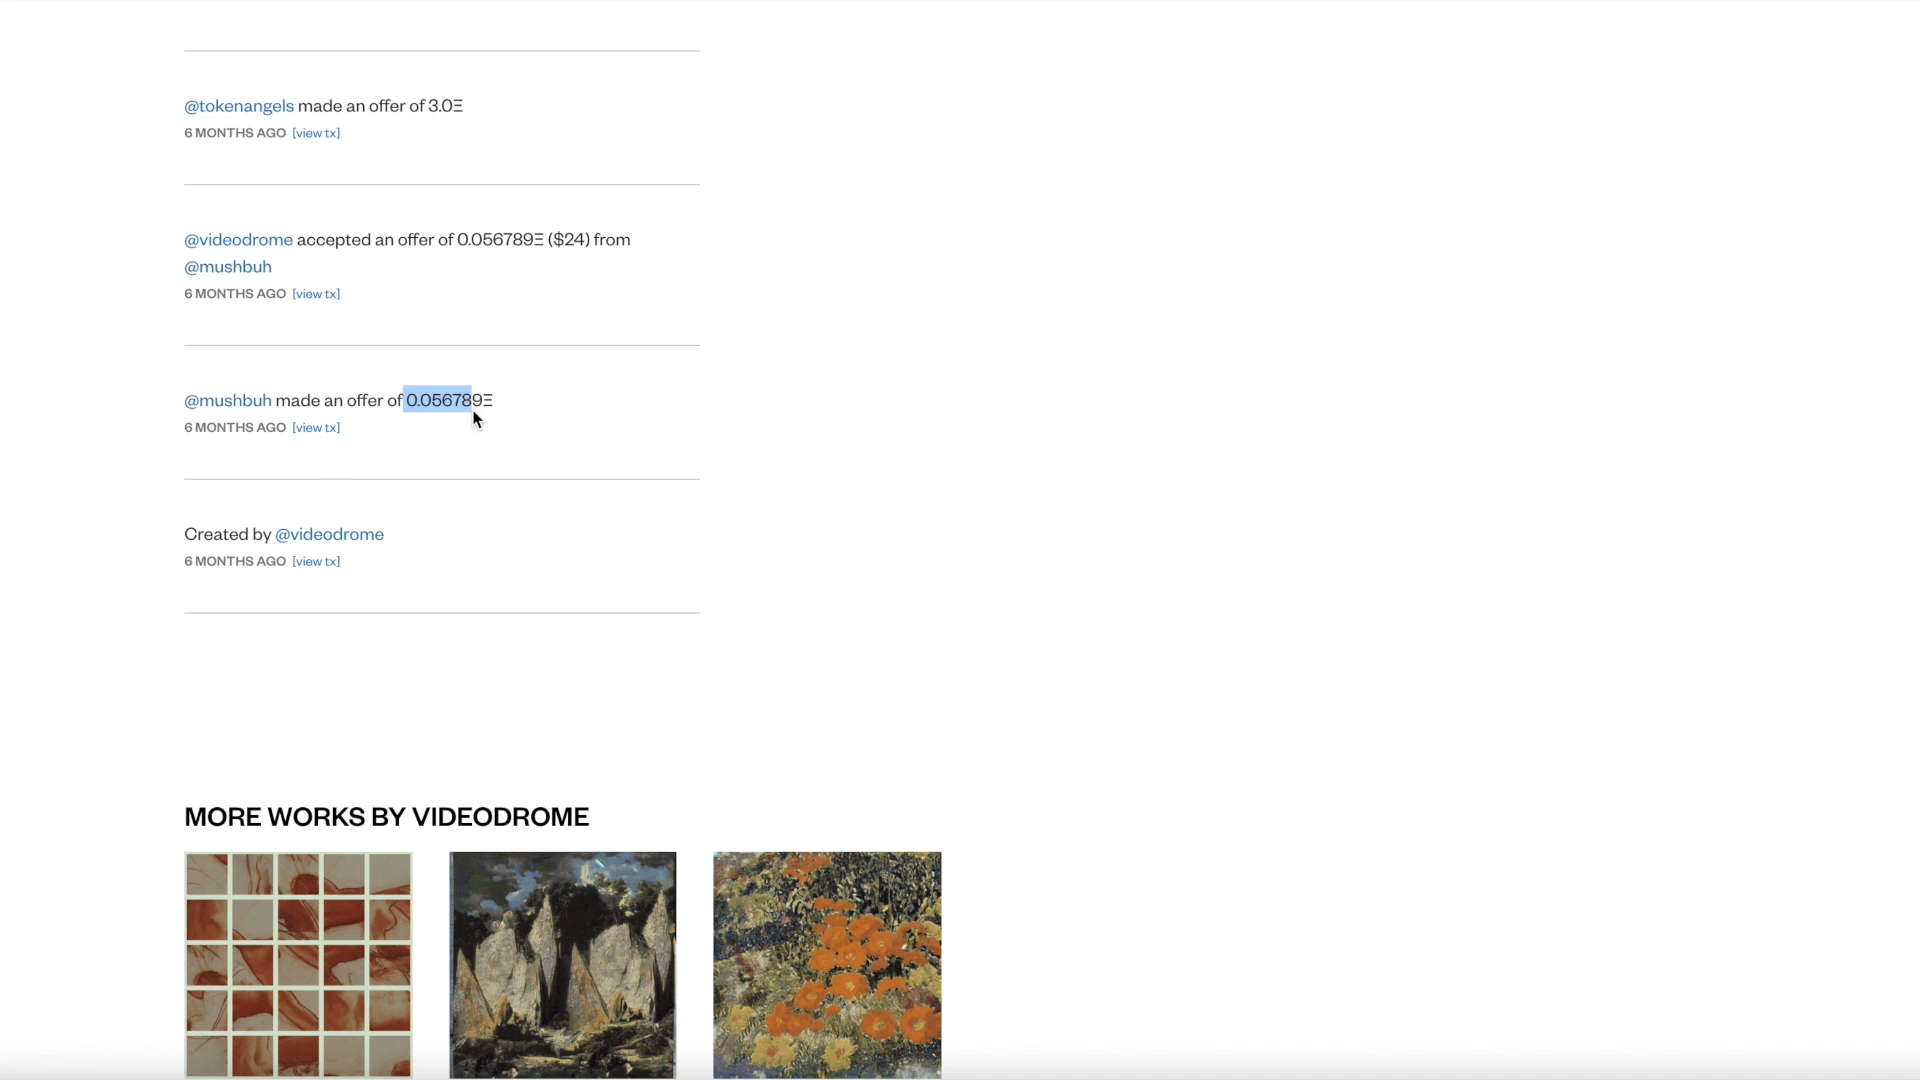 @tokenangels made an offer of 3.0Ξ
6 MONTHS AGO [view tx]
@videodrome accepted an offer of 0.056789Ξ ($24) from
@mushbuh
6 MONTHS AGO [view tx]
@mushbuh made an offer of 0.056789Ξ
6 MONTHS AGO [view tx]
Created by @videodrome
6 MONTHS AGO [view tx]
MORE WORKS BY VIDEODROME